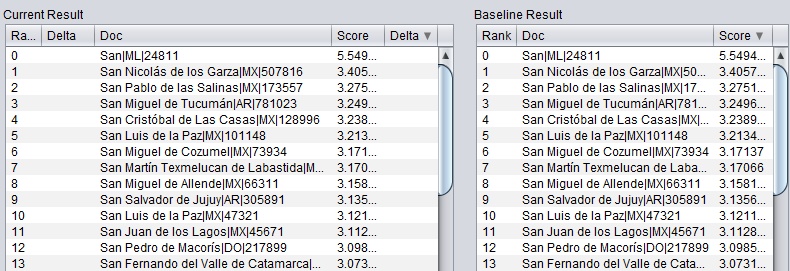 Current Result
Ra... Delta Doc Score Delta ▼
0 San|ML|24811 5.549...
1 San Nicolás de los Garza|MX|507816 3.405...
2 San Pablo de las Salinas|MX|173557 3.275...
3 San Miguel de Tucumán|AR|781023 3.249...
4 San Cristóbal de Las Casas|MX|128996 3.238...
5 San Luis de la Paz|MX|101148 3.213...
6 San Miguel de Cozumel|MX|73934 3.171...
7 San Martín Texmelucan de Labastida|M... 3.170...
8 San Miguel de Allende|MX|66311 3.158...
9 San Salvador de Jujuy|AR|305891 3.135...
10 San Luis de la Paz|MX|47321 3.121...
11 San Juan de los Lagos|MX|45671 3.112...
12 San Pedro de Macorís|DO|217899 3.098...
13 San Fernando del Valle de Catamarca|... 3.073...
Baseline Result
Rank Doc Score ▼
0 San|ML|24811 5.5494...
1 San Nicolás de los Garza|MX|50... 3.4057...
2 San Pablo de las Salinas|MX|17... 3.2751...
3 San Miguel de Tucumán|AR|781... 3.2496...
4 San Cristóbal de Las Casas|MX... 3.2389...
5 San Luis de la Paz|MX|101148 3.2134...
6 San Miguel de Cozumel|MX|73934 3.17137
7 San Martín Texmelucan de Laba... 3.17066
8 San Miguel de Allende|MX|66311 3.1581...
9 San Salvador de Jujuy|AR|305891 3.1356...
10 San Luis de la Paz|MX|47321 3.1211...
11 San Juan de los Lagos|MX|45671 3.1128...
12 San Pedro de Macorís|DO|217899 3.0985...
13 San Fernando del Valle de Cata... 3.0731...